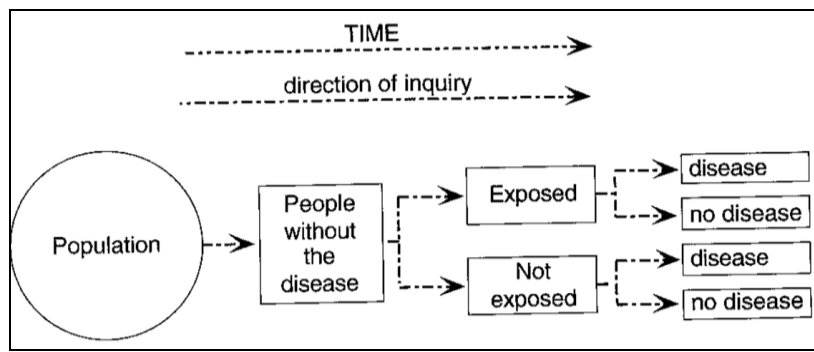 TIME
direction of inquiry
Population
People
without
the
disease
Exposed
Not
exposed
disease
no disease
disease
no disease